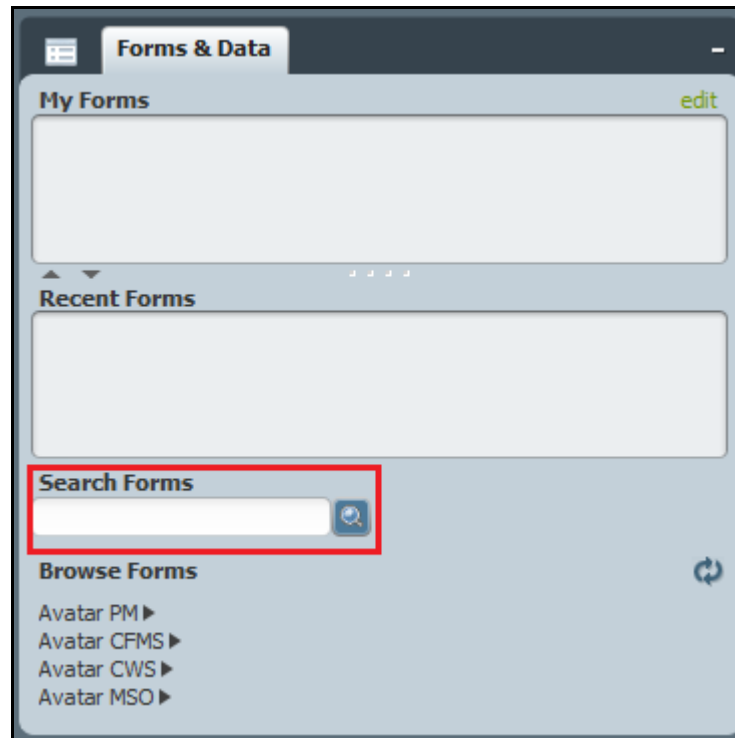 Forms & Data
My Forms edit
Recent Forms
Search Forms
Browse Forms
Avatar PM
Avatar CFMS
Avatar CWS
Avatar MSO